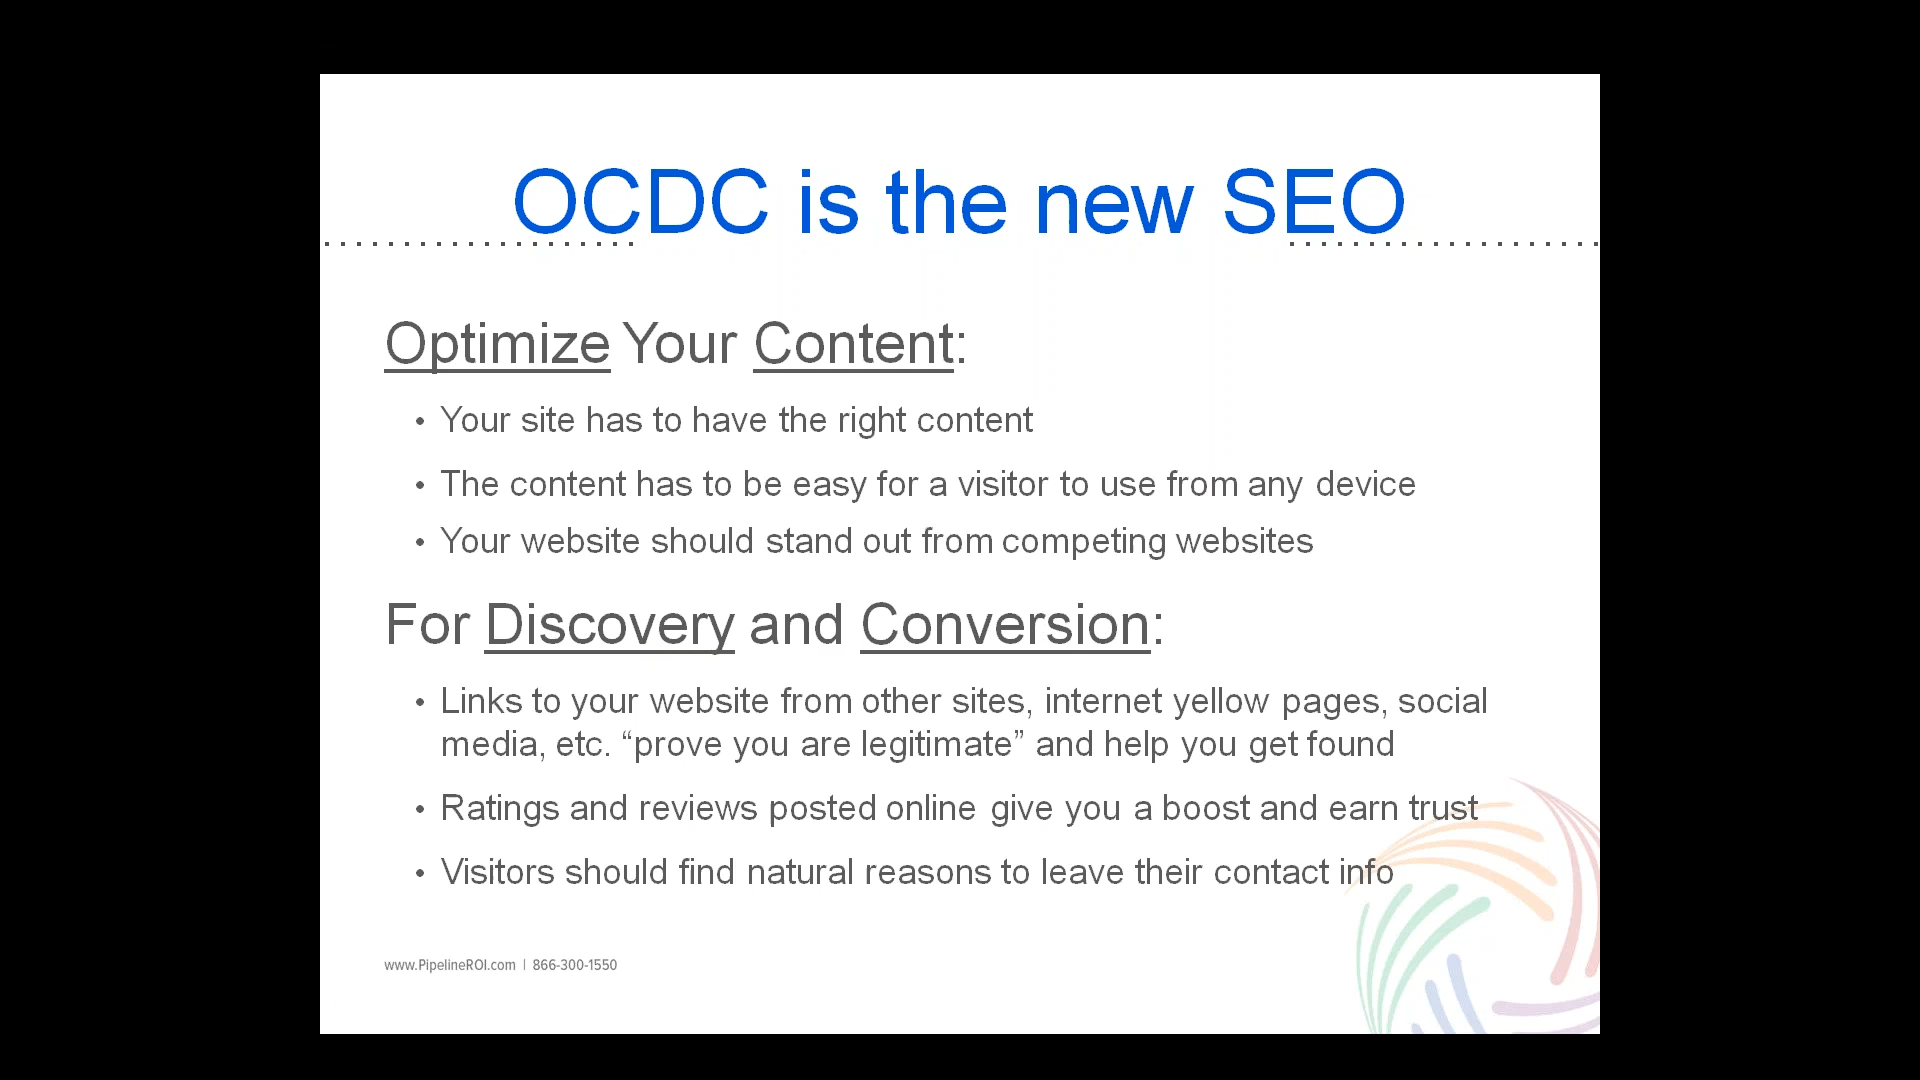 OCDC is the new SEO
Optimize Your Content:
• Your site has to have the right content
• The content has to be easy for a visitor to use from any device
• Your website should stand out from competing websites
For Discovery and Conversion:
• Links to your website from other sites, internet yellow pages, social
media, etc. “prove you are legitimate” and help you get found
• Ratings and reviews posted online give you a boost and earn trust
• Visitors should find natural reasons to leave their contact info
www.PipelineROI.com | 866-300-1550